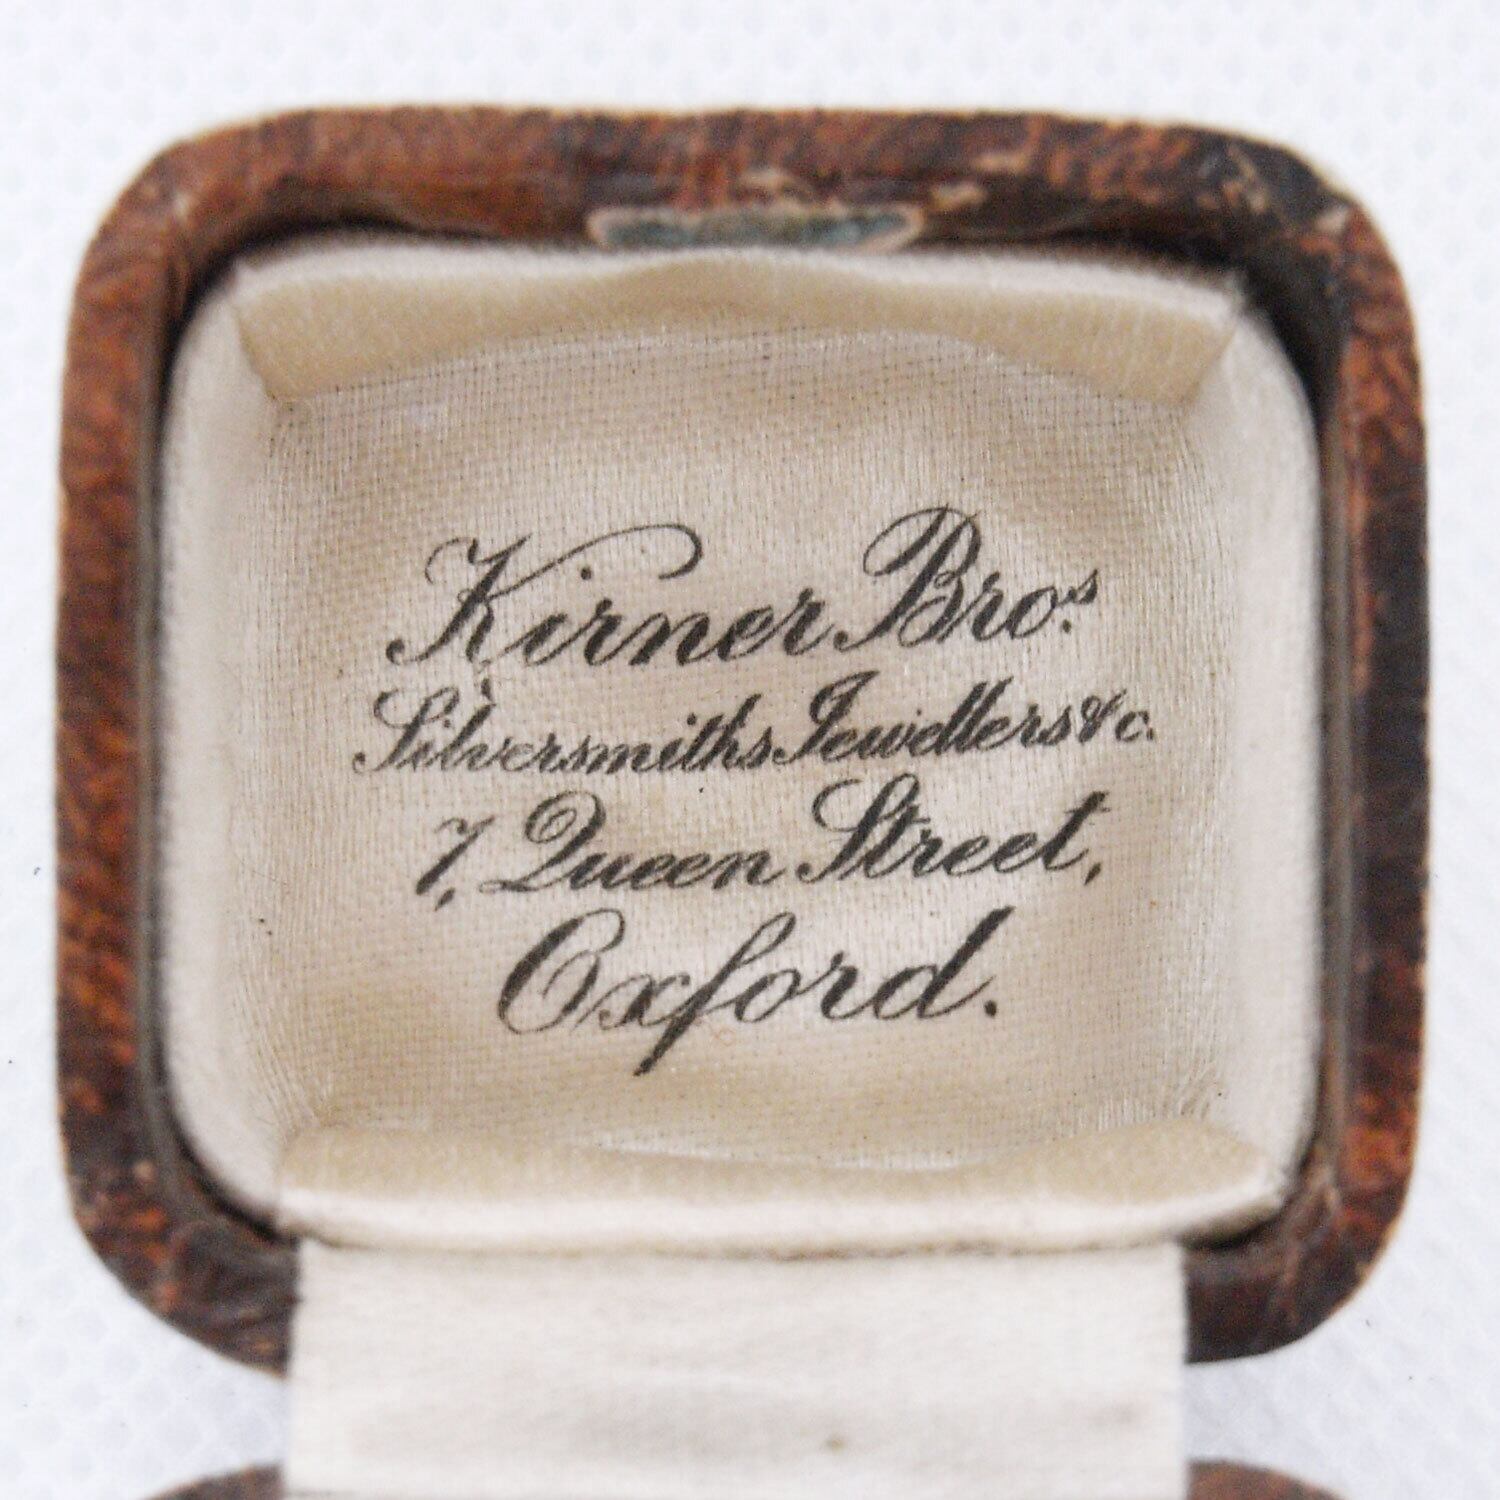 Kirner Bros.
Silversmiths Jewellers &c.
7, Queen Street,
Oxford.